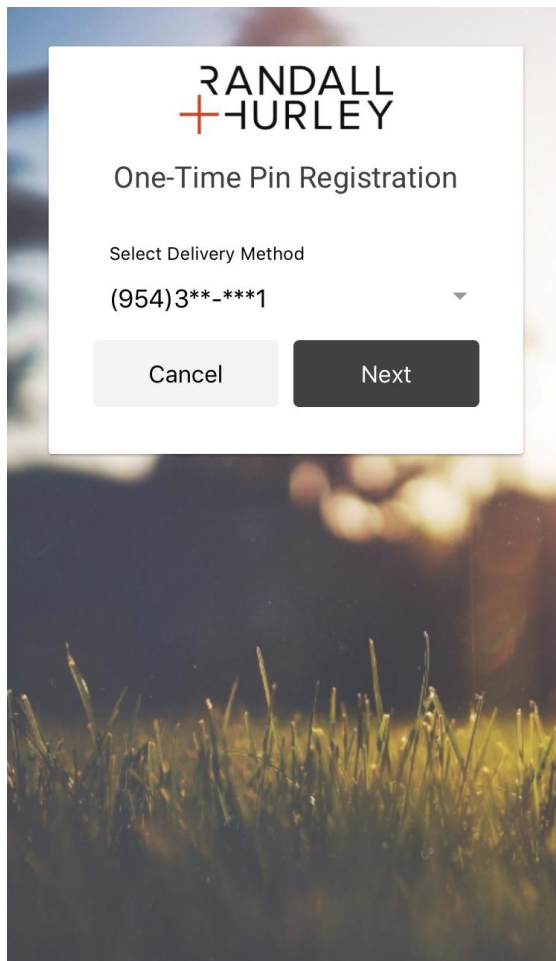 RANDALL
HURLEY
One-Time Pin Registration
Select Delivery Method
(954)3**-***1
Cancel Next